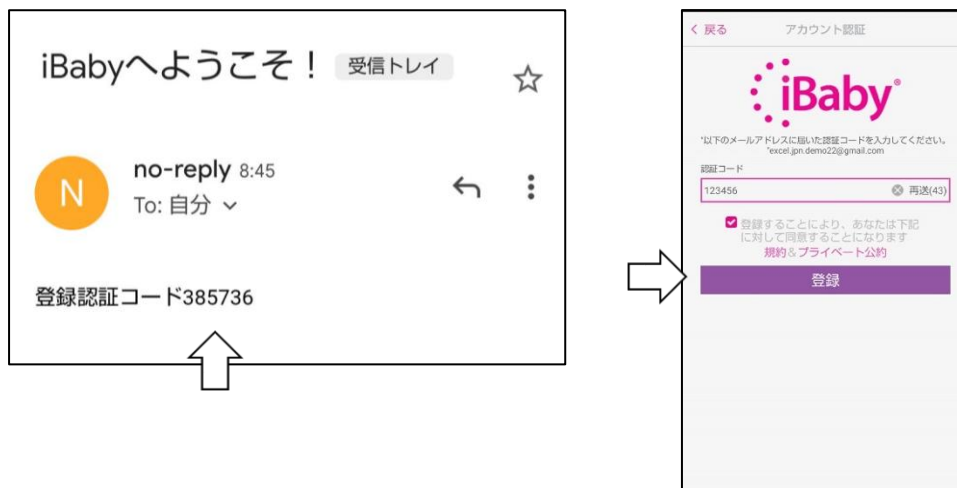 iBabyへようこそ！ 受信トレイ
N
no-reply 8:45
To: 自分
登録認証コード385736
戻る アカウント認証
iBaby®
*以下のメールアドレスに届いた認証コードを入力してください。
*excel.jpn.demo22@gmail.com
認証コード
123456 再送(43)
登録することにより、あなたは下記
に対して同意することになります
規約&プライベート公約
登録